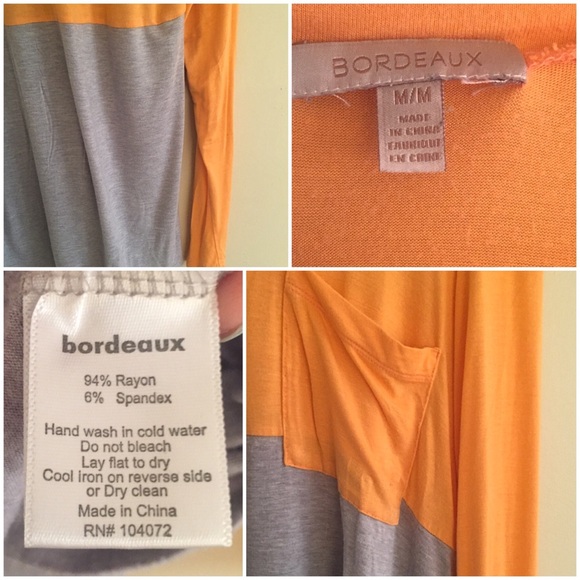 BORDEAUX
M/M
MADE
IN CHINA
FABRIQUÉ
EN CHINE
bordeaux
94% Rayon
6% Spandex
Hand wash in cold water
Do not bleach
Lay flat to dry
Cool iron on reverse side
or Dry clean
Made in China
RN# 104072